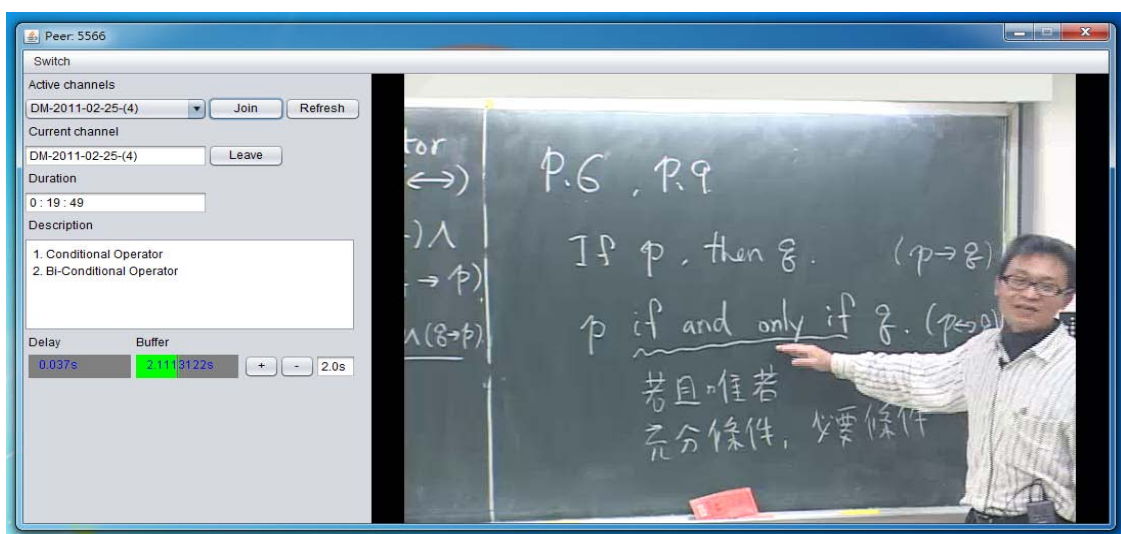 Peer: 5566
Switch
Active channels
DM-2011-02-25-(4) Join Refresh
Current channel
DM-2011-02-25-(4) Leave
Duration
0 : 19 : 49
Description
1. Conditional Operator
2. Bi-Conditional Operator
Delay Buffer
0.037s 2.1113122s + - 2.0s
tor
(↔)
)∧
→ p)
∧(q→p).
P.6 , P.9
If p, then q. (p→q)
p if and only if q. (p↔q)
若且唯若
充分條件, 必要條件